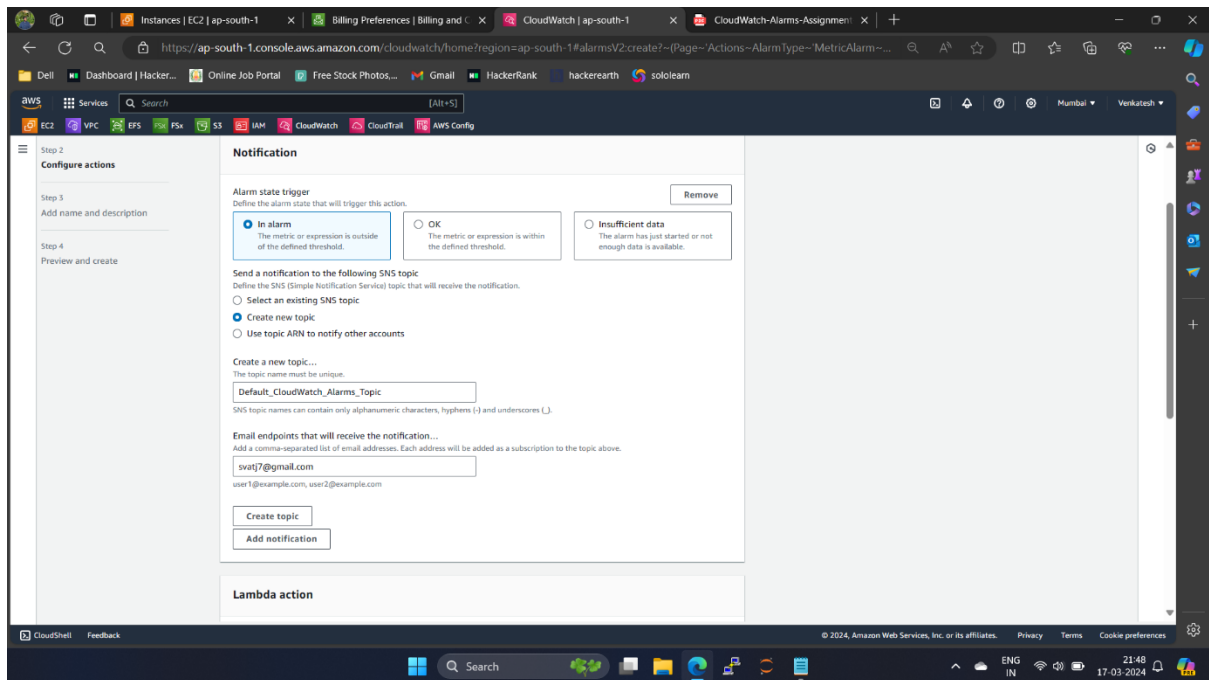 Instances | EC2 | ap-south-1
Billing Preferences | Billing and C
CloudWatch | ap-south-1
CloudWatch-Alarms-Assignment
https://ap-south-1.console.aws.amazon.com/cloudwatch/home?region=ap-south-1#alarmsV2:create?~(Page~'Actions~AlarmType~'MetricAlarm~...
Dell
Dashboard | Hacker...
Online Job Portal
Free Stock Photos,...
Gmail
HackerRank
hackerearth
sololearn
aws
Services
Search
[Alt+S]
Mumbai
Venkatesh
EC2
VPC
EFS
FSx
S3
IAM
CloudWatch
CloudTrail
AWS Config
Step 2
Configure actions
Step 3
Add name and description
Step 4
Preview and create
Notification
Alarm state trigger
Define the alarm state that will trigger this action.
Remove
In alarm
The metric or expression is outside
of the defined threshold.
OK
The metric or expression is within
the defined threshold.
Insufficient data
The alarm has just started or not
enough data is available.
Send a notification to the following SNS topic
Define the SNS (Simple Notification Service) topic that will receive the notification.
Select an existing SNS topic
Create new topic
Use topic ARN to notify other accounts
Create a new topic...
The topic name must be unique.
Default_CloudWatch_Alarms_Topic
SNS topic names can contain only alphanumeric characters, hyphens (-) and underscores (_).
Email endpoints that will receive the notification...
Add a comma-separated list of email addresses. Each address will be added as a subscription to the topic above.
svatj7@gmail.com
user1@example.com, user2@example.com
Create topic
Add notification
Lambda action
CloudShell
Feedback
© 2024, Amazon Web Services, Inc. or its affiliates.
Privacy
Terms
Cookie preferences
Search
ENG
IN
21:48
17-03-2024